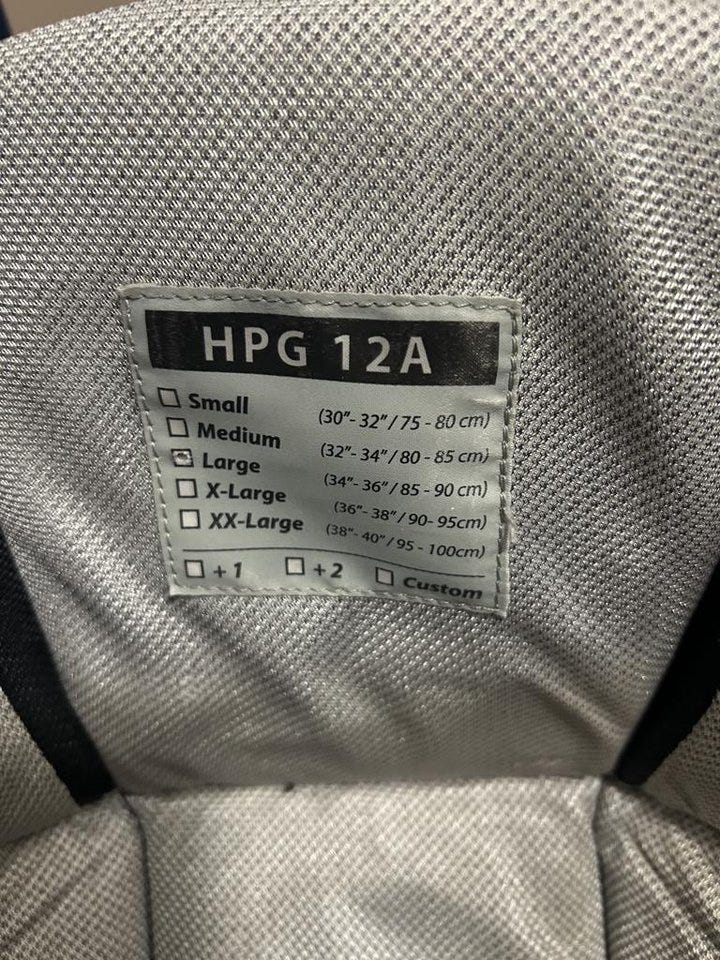 HPG 12A
Small (30"- 32"/ 75 - 80 cm)
Medium (32"- 34"/ 80 - 85 cm)
Large (34"- 36"/ 85 - 90 cm)
X-Large (36"- 38"/ 90- 95cm)
XX-Large (38"- 40"/ 95 - 100cm)
+1 +2 Custom